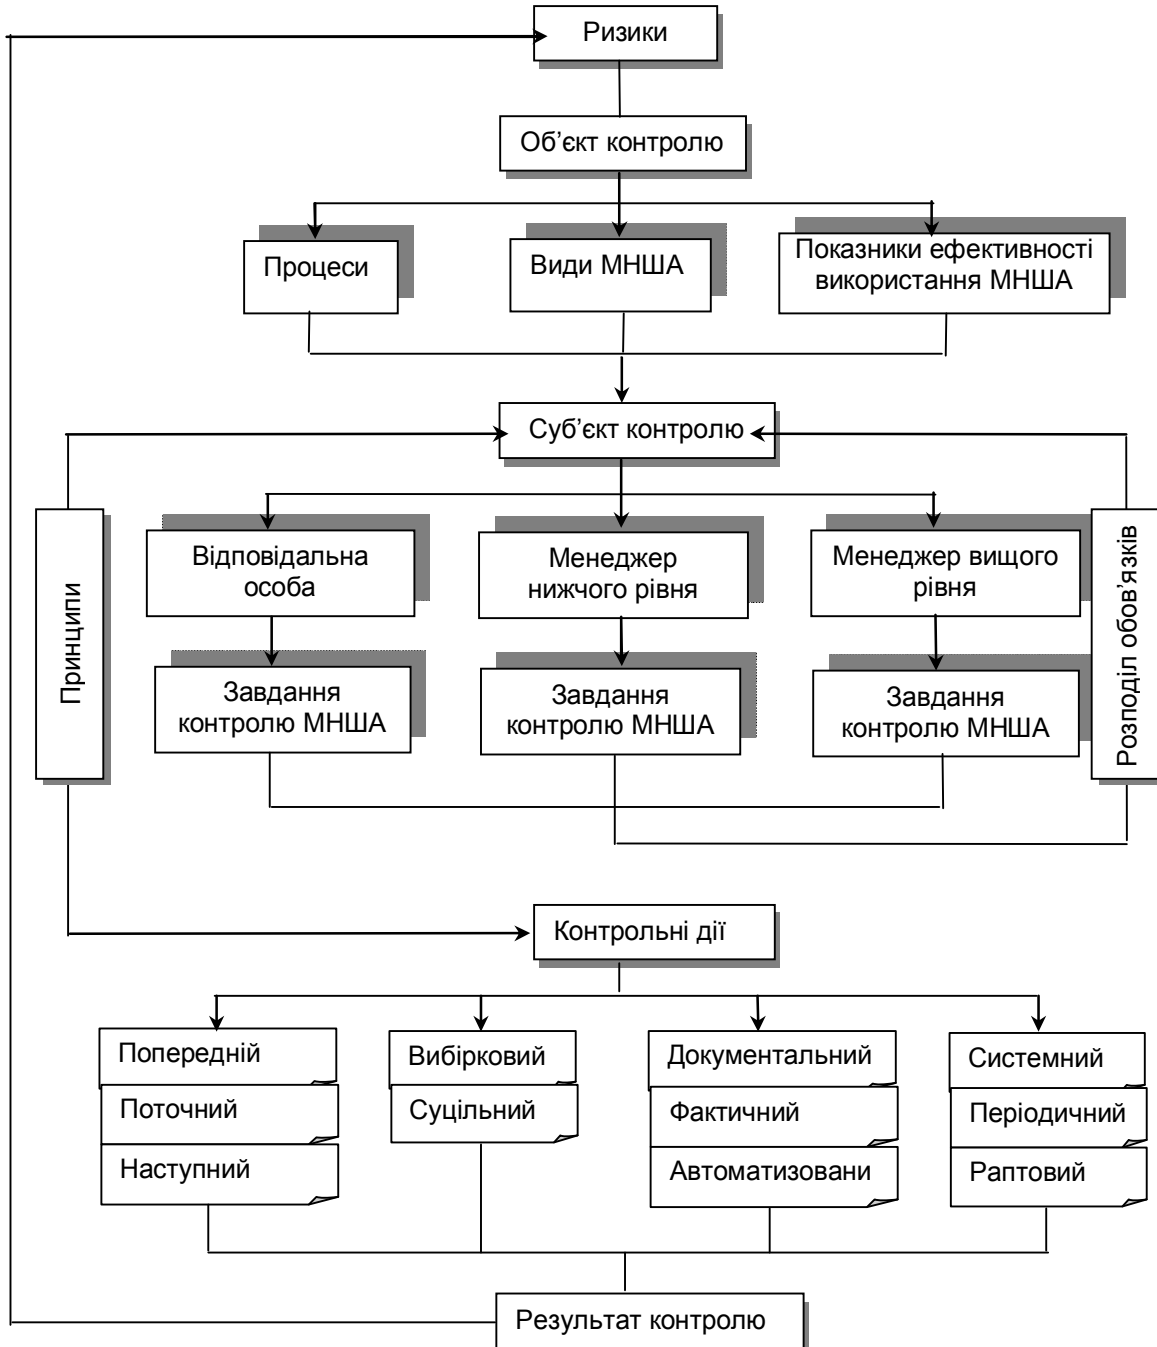 Ризики
Об’єкт контролю
Процеси
Види МНША
Показники ефективності
використання МНША
Суб’єкт контролю
Принципи
Відповідальна
особа
Менеджер
нижчого рівня
Менеджер вищого
рівня
Розподіл обов’язків
Завдання
контролю МНША
Завдання
контролю МНША
Завдання
контролю МНША
Контрольні дії
Попередній
Поточний
Наступний
Вибірковий
Суцільний
Документальний
Фактичний
Автоматизовани
Системний
Періодичний
Раптовий
Результат контролю